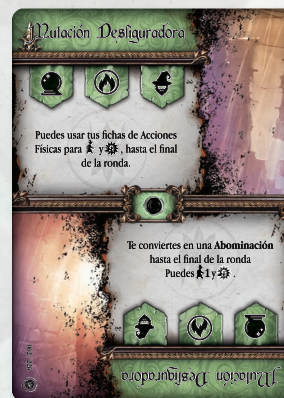 Mutación Desfiguradora
Puedes usar tus fichas de Acciones
Físicas para y , hasta el final
de la ronda.
Te conviertes en una Abominación
hasta el final de la ronda
Puedes 1 y .
Mutación Desfiguradora